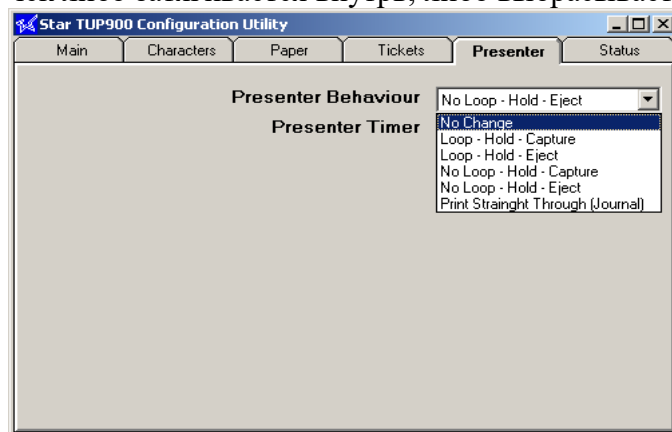 Star TUP900 Configuration Utility
Main Characters Paper Tickets Presenter Status
Presenter Behaviour No Loop - Hold - Eject
Presenter Timer
No Change
Loop - Hold - Capture
Loop - Hold - Eject
No Loop - Hold - Capture
No Loop - Hold - Eject
Print Strainght Through (Journal)